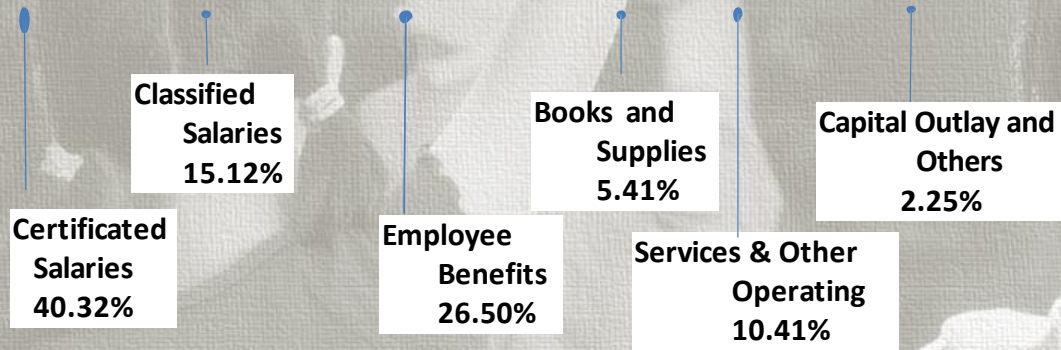 Certificated
Salaries
40.32%
Classified
Salaries
15.12%
Employee
Benefits
26.50%
Books and
Supplies
5.41%
Services & Other
Operating
10.41%
Capital Outlay and
Others
2.25%